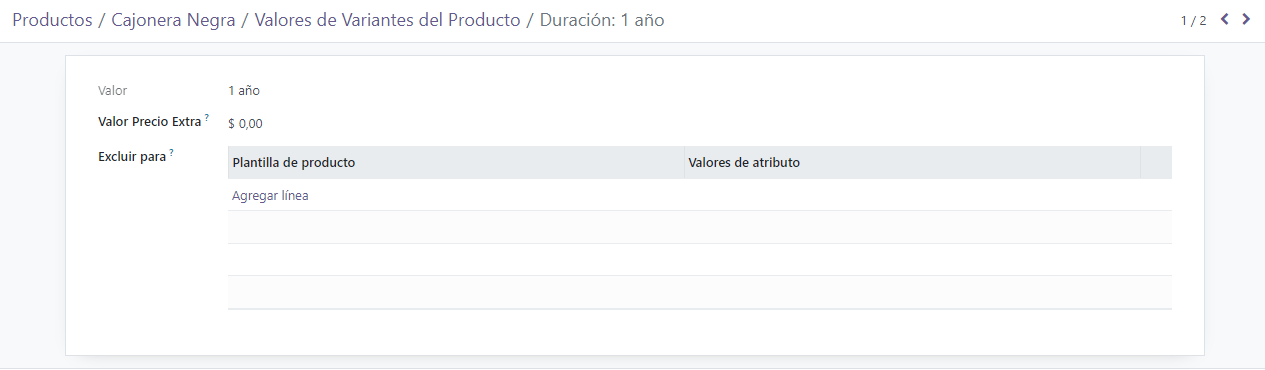 Productos / Cajonera Negra / Valores de Variantes del Producto / Duración: 1 año
1 / 2
Valor 1 año
Valor Precio Extra ? $ 0,00
Excluir para ? Plantilla de producto Valores de atributo
Agregar línea